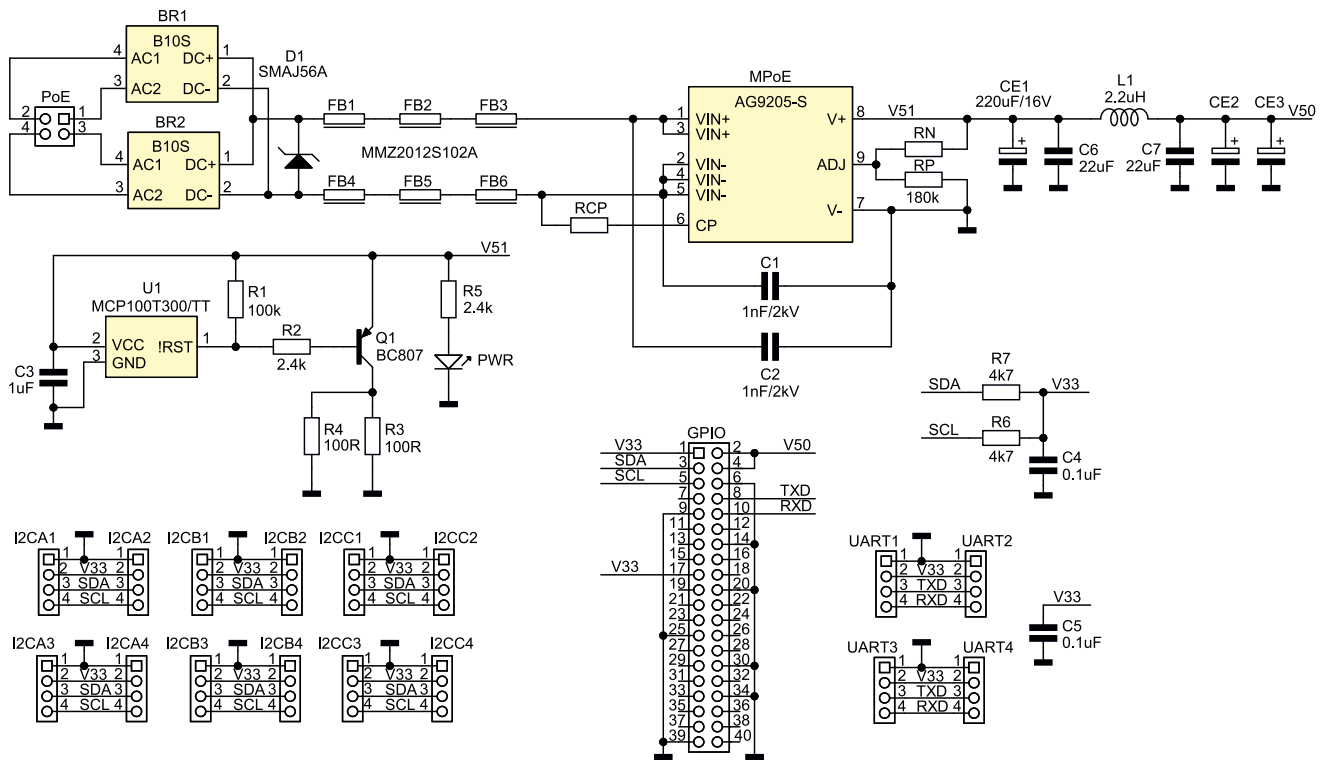 BR1
B10S
4 AC1 DC+ 1
3 AC2 DC- 2
D1
SMAJ56A
PoE
2 1
4 3
BR2
B10S
4 AC1 DC+ 1
3 AC2 DC- 2
FB1 FB2 FB3
MMZ2012S102A
FB4 FB5 FB6
RCP
MPoE
AG9205-S
1 VIN+ V+ 8
3 VIN+
2 VIN-
4 VIN- ADJ 9
5 VIN-
6 CP V- 7
V51
RN
RP
180k
CE1
220uF/16V
C6
22uF
L1
2.2uH
C7
22uF
CE2 CE3
V50
C1
1nF/2kV
C2
1nF/2kV
V51
U1
MCP100T300/TT
2 VCC !RST 1
3 GND
C3
1uF
R1
100k
R2
2.4k
Q1
BC807
R5
2.4k
PWR
R4
100R
R3
100R
SDA R7 V33
4k7
SCL R6
4k7
C4
0.1uF
GPIO
V33 1 2 V50
SDA 3 4
SCL 5 6
7 8 TXD
9 10 RXD
11 12
13 14
15 16
V33 17 18
19 20
21 22
23 24
25 26
27 28
29 30
31 32
33 34
35 36
37 38
39 40
I2CA1 I2CA2
1 1
2 V33 2
3 SDA 3
4 SCL 4
I2CB1 I2CB2
1 1
2 V33 2
3 SDA 3
4 SCL 4
I2CC1 I2CC2
1 1
2 V33 2
3 SDA 3
4 SCL 4
I2CA3 I2CA4
1 1
2 V33 2
3 SDA 3
4 SCL 4
I2CB3 I2CB4
1 1
2 V33 2
3 SDA 3
4 SCL 4
I2CC3 I2CC4
1 1
2 V33 2
3 SDA 3
4 SCL 4
UART1 UART2
1 1
2 V33 2
3 TXD 3
4 RXD 4
UART3 UART4
1 1
2 V33 2
3 TXD 3
4 RXD 4
V33
C5
0.1uF